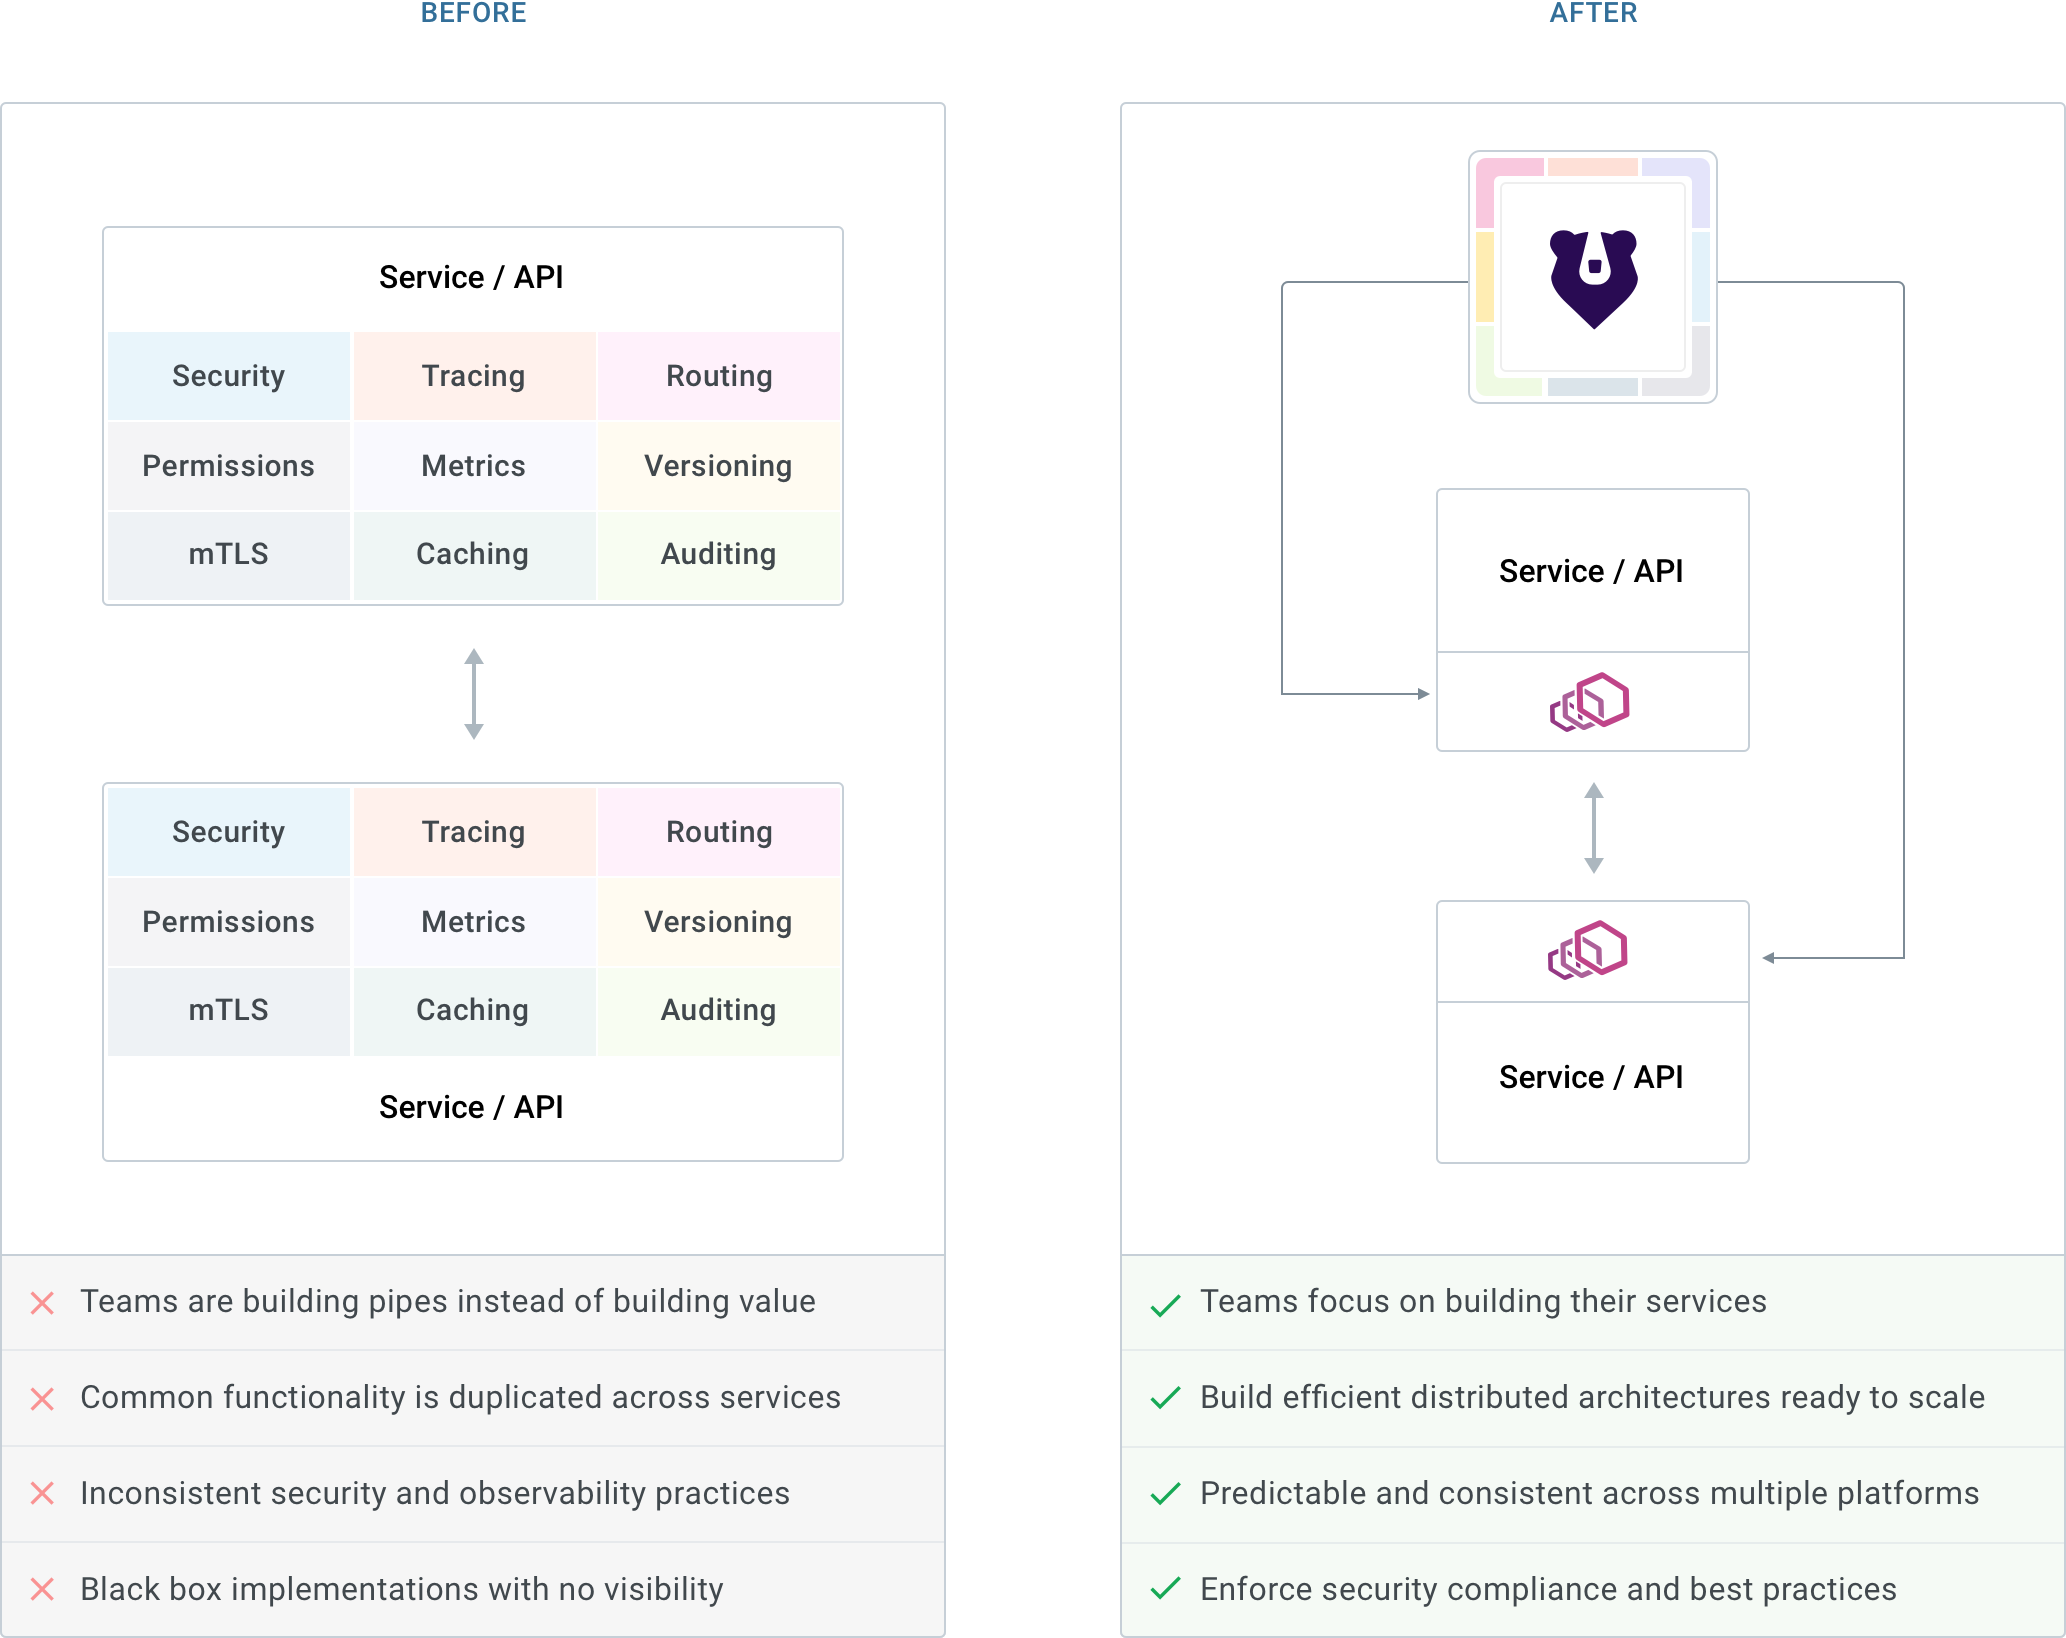 BEFORE
Service / API
Security Tracing Routing
Permissions Metrics Versioning
mTLS Caching Auditing
Security Tracing Routing
Permissions Metrics Versioning
mTLS Caching Auditing
Service / API
Teams are building pipes instead of building value
Common functionality is duplicated across services
Inconsistent security and observability practices
Black box implementations with no visibility
AFTER
Service / API
Service / API
Teams focus on building their services
Build efficient distributed architectures ready to scale
Predictable and consistent across multiple platforms
Enforce security compliance and best practices